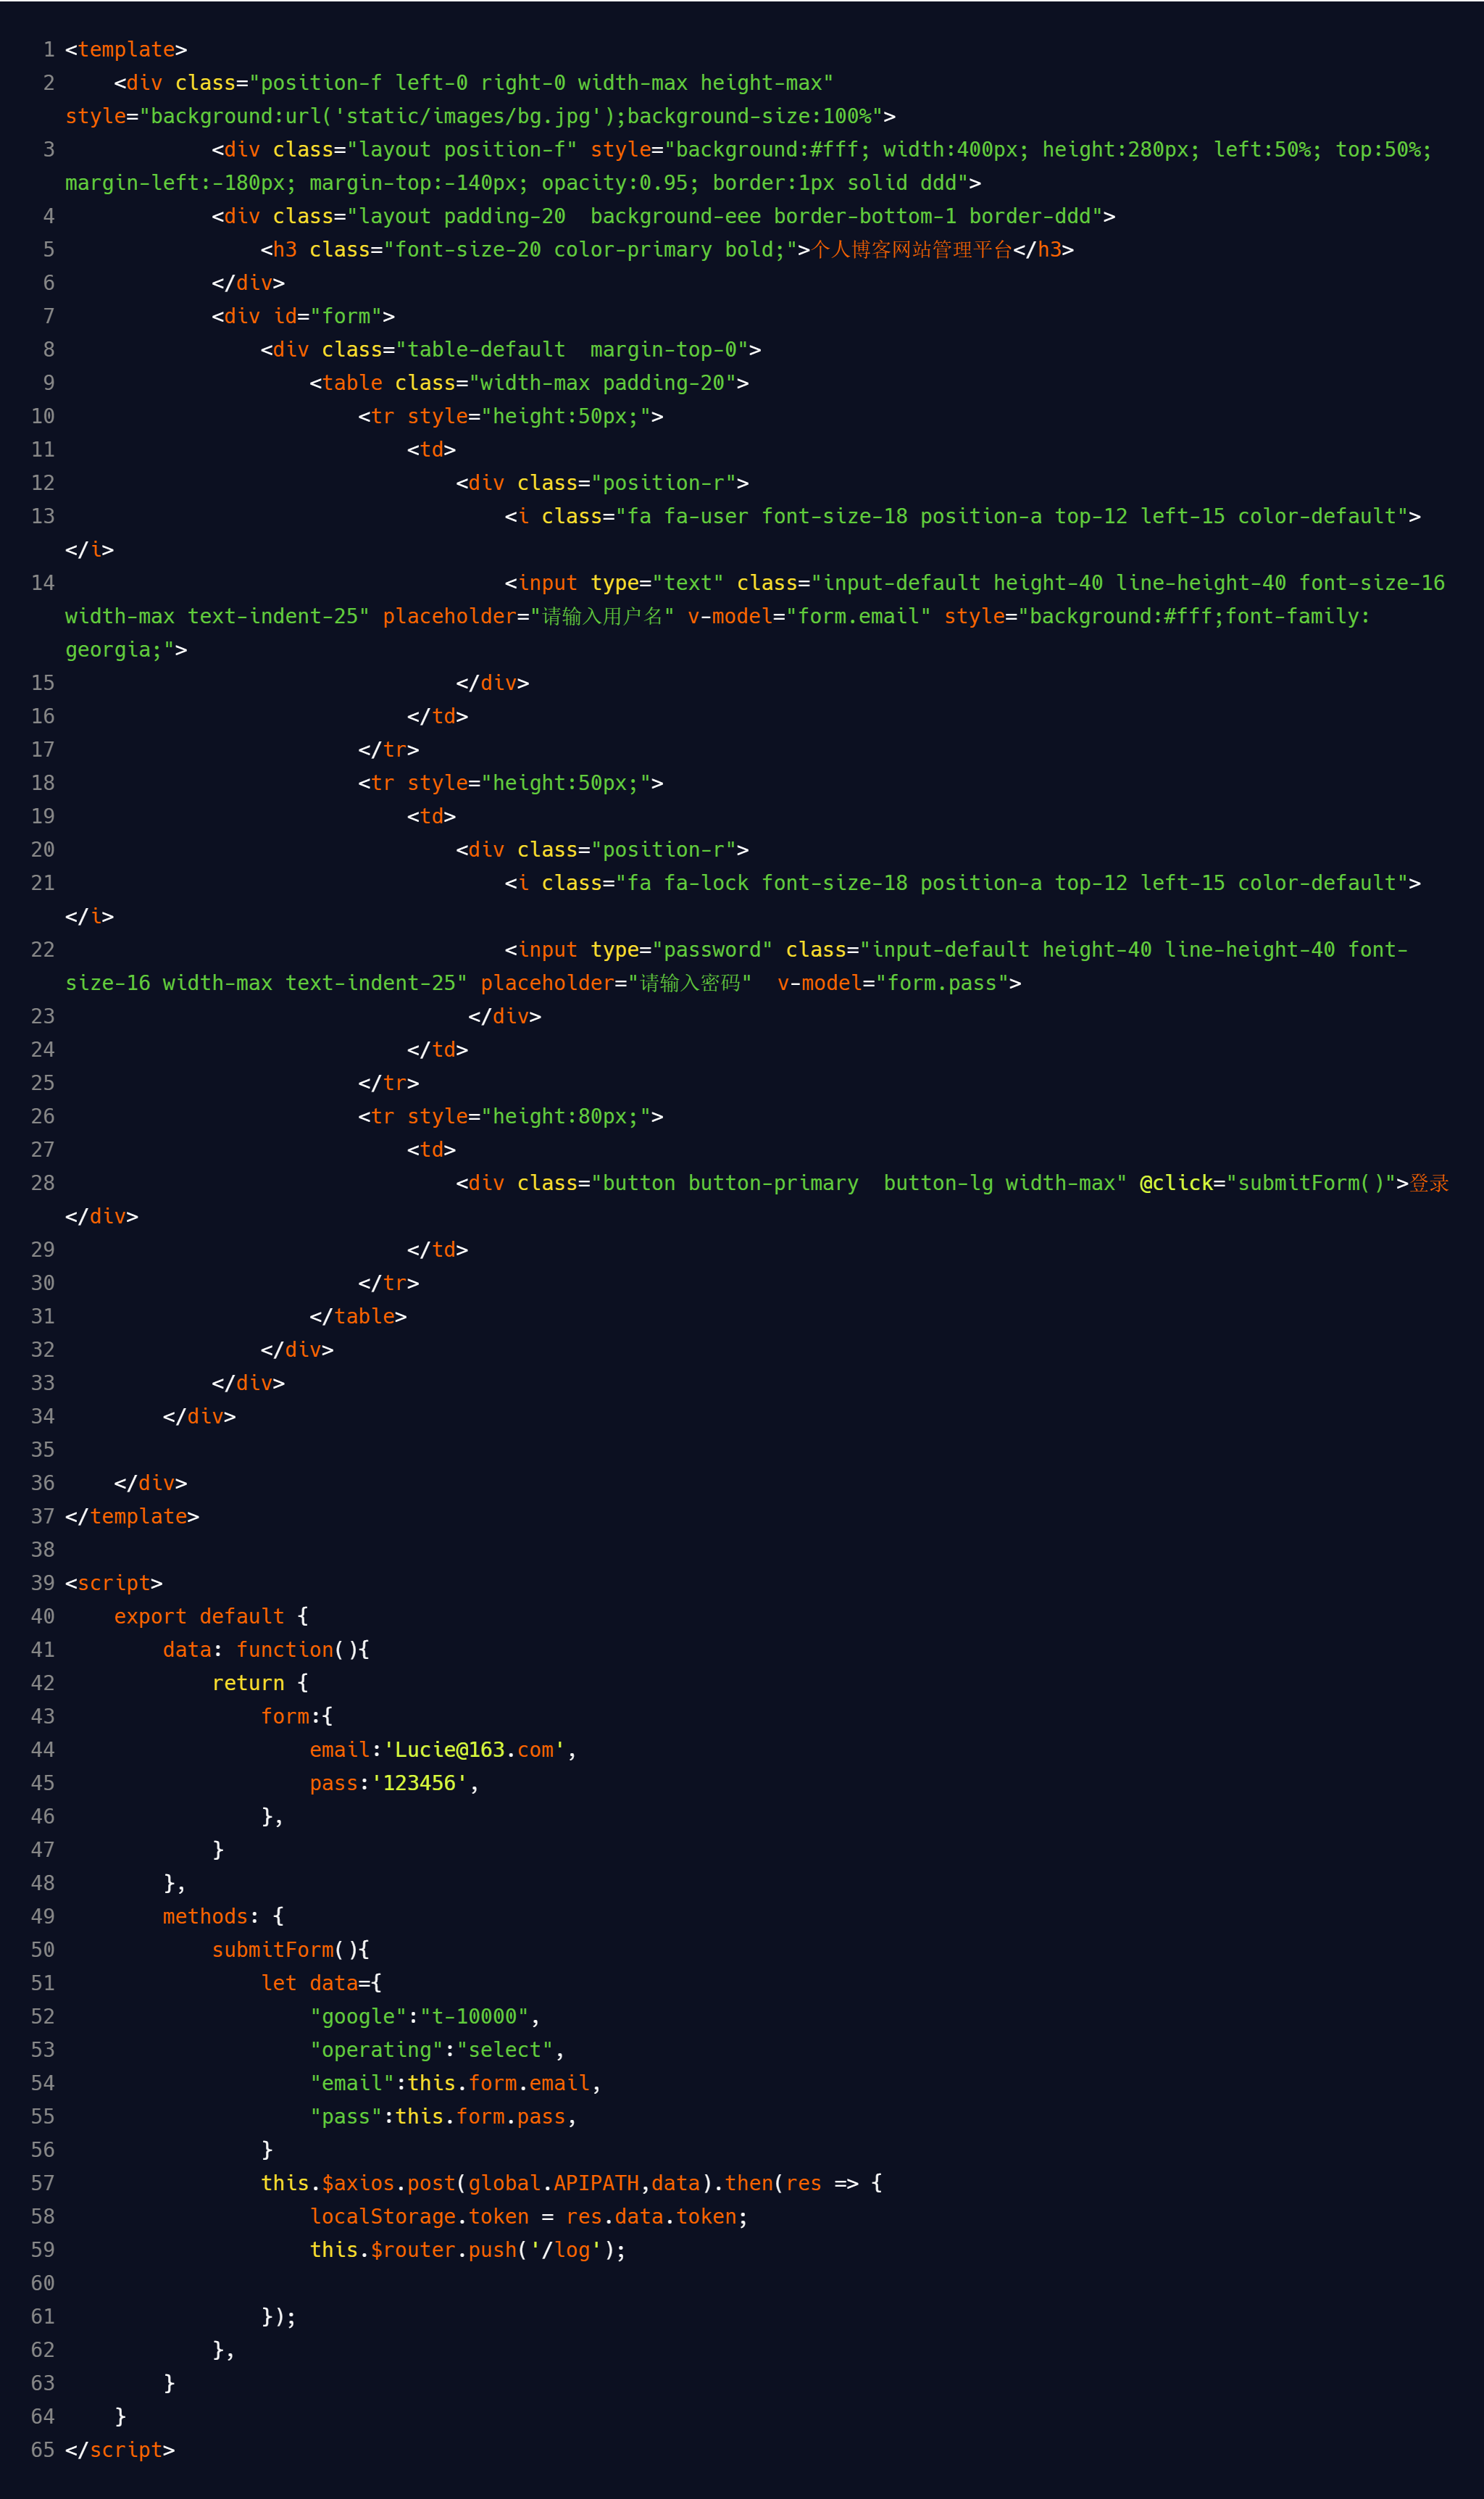 1 <template>
2     <div class="position-f left-0 right-0 width-max height-max"
style="background:url('static/images/bg.jpg');background-size:100%">
3             <div class="layout position-f" style="background:#fff; width:400px; height:280px; left:50%; top:50%;
margin-left:-180px; margin-top:-140px; opacity:0.95; border:1px solid ddd">
4             <div class="layout padding-20  background-eee border-bottom-1 border-ddd">
5                 <h3 class="font-size-20 color-primary bold;">个人博客网站管理平台</h3>
6             </div>
7             <div id="form">
8                 <div class="table-default  margin-top-0">
9                     <table class="width-max padding-20">
10                         <tr style="height:50px;">
11                             <td>
12                                 <div class="position-r">
13                                     <i class="fa fa-user font-size-18 position-a top-12 left-15 color-default">
</i>
14                                     <input type="text" class="input-default height-40 line-height-40 font-size-16
width-max text-indent-25" placeholder="请输入用户名" v-model="form.email" style="background:#fff;font-family:
georgia;">
15                                 </div>
16                             </td>
17                         </tr>
18                         <tr style="height:50px;">
19                             <td>
20                                 <div class="position-r">
21                                     <i class="fa fa-lock font-size-18 position-a top-12 left-15 color-default">
</i>
22                                     <input type="password" class="input-default height-40 line-height-40 font-
size-16 width-max text-indent-25" placeholder="请输入密码"  v-model="form.pass">
23                                  </div>
24                             </td>
25                         </tr>
26                         <tr style="height:80px;">
27                             <td>
28                                 <div class="button button-primary  button-lg width-max" @click="submitForm()">登录
</div>
29                             </td>
30                         </tr>
31                     </table>
32                 </div>
33             </div>
34         </div>
35
36     </div>
37 </template>
38
39 <script>
40     export default {
41         data: function(){
42             return {
43                 form:{
44                     email:'Lucie@163.com',
45                     pass:'123456',
46                 },
47             }
48         },
49         methods: {
50             submitForm(){
51                 let data={
52                     "google":"t-10000",
53                     "operating":"select",
54                     "email":this.form.email,
55                     "pass":this.form.pass,
56                 }
57                 this.$axios.post(global.APIPATH,data).then(res => {
58                     localStorage.token = res.data.token;
59                     this.$router.push('/log');
60
61                 });
62             },
63         }
64     }
65 </script>